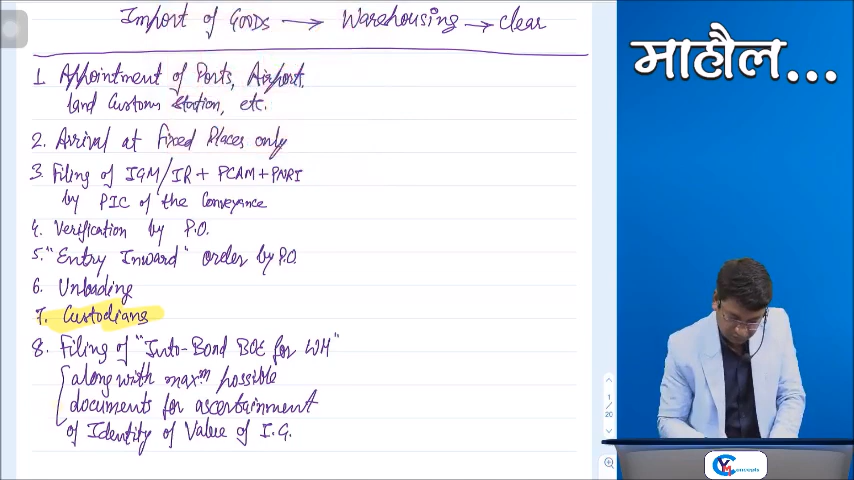 Import of Goods → Warehousing → clear
माहौल...
1. Appointment of Ports, Airport,
land Customs Station, etc.
2. Arrival at Fixed Places only
3. Filing of IGM/IR + PCAM + PNRI
by PIC of the Conveyance
4. Verification by P.O.
5. "Entry Inward" order by P.O.
6. Unloading
7. Custodians
8. Filing of "Into-Bond BOE for WH"
along with maxm possible
documents for ascertainment
of Identity of Value of I.G.
1
/
20